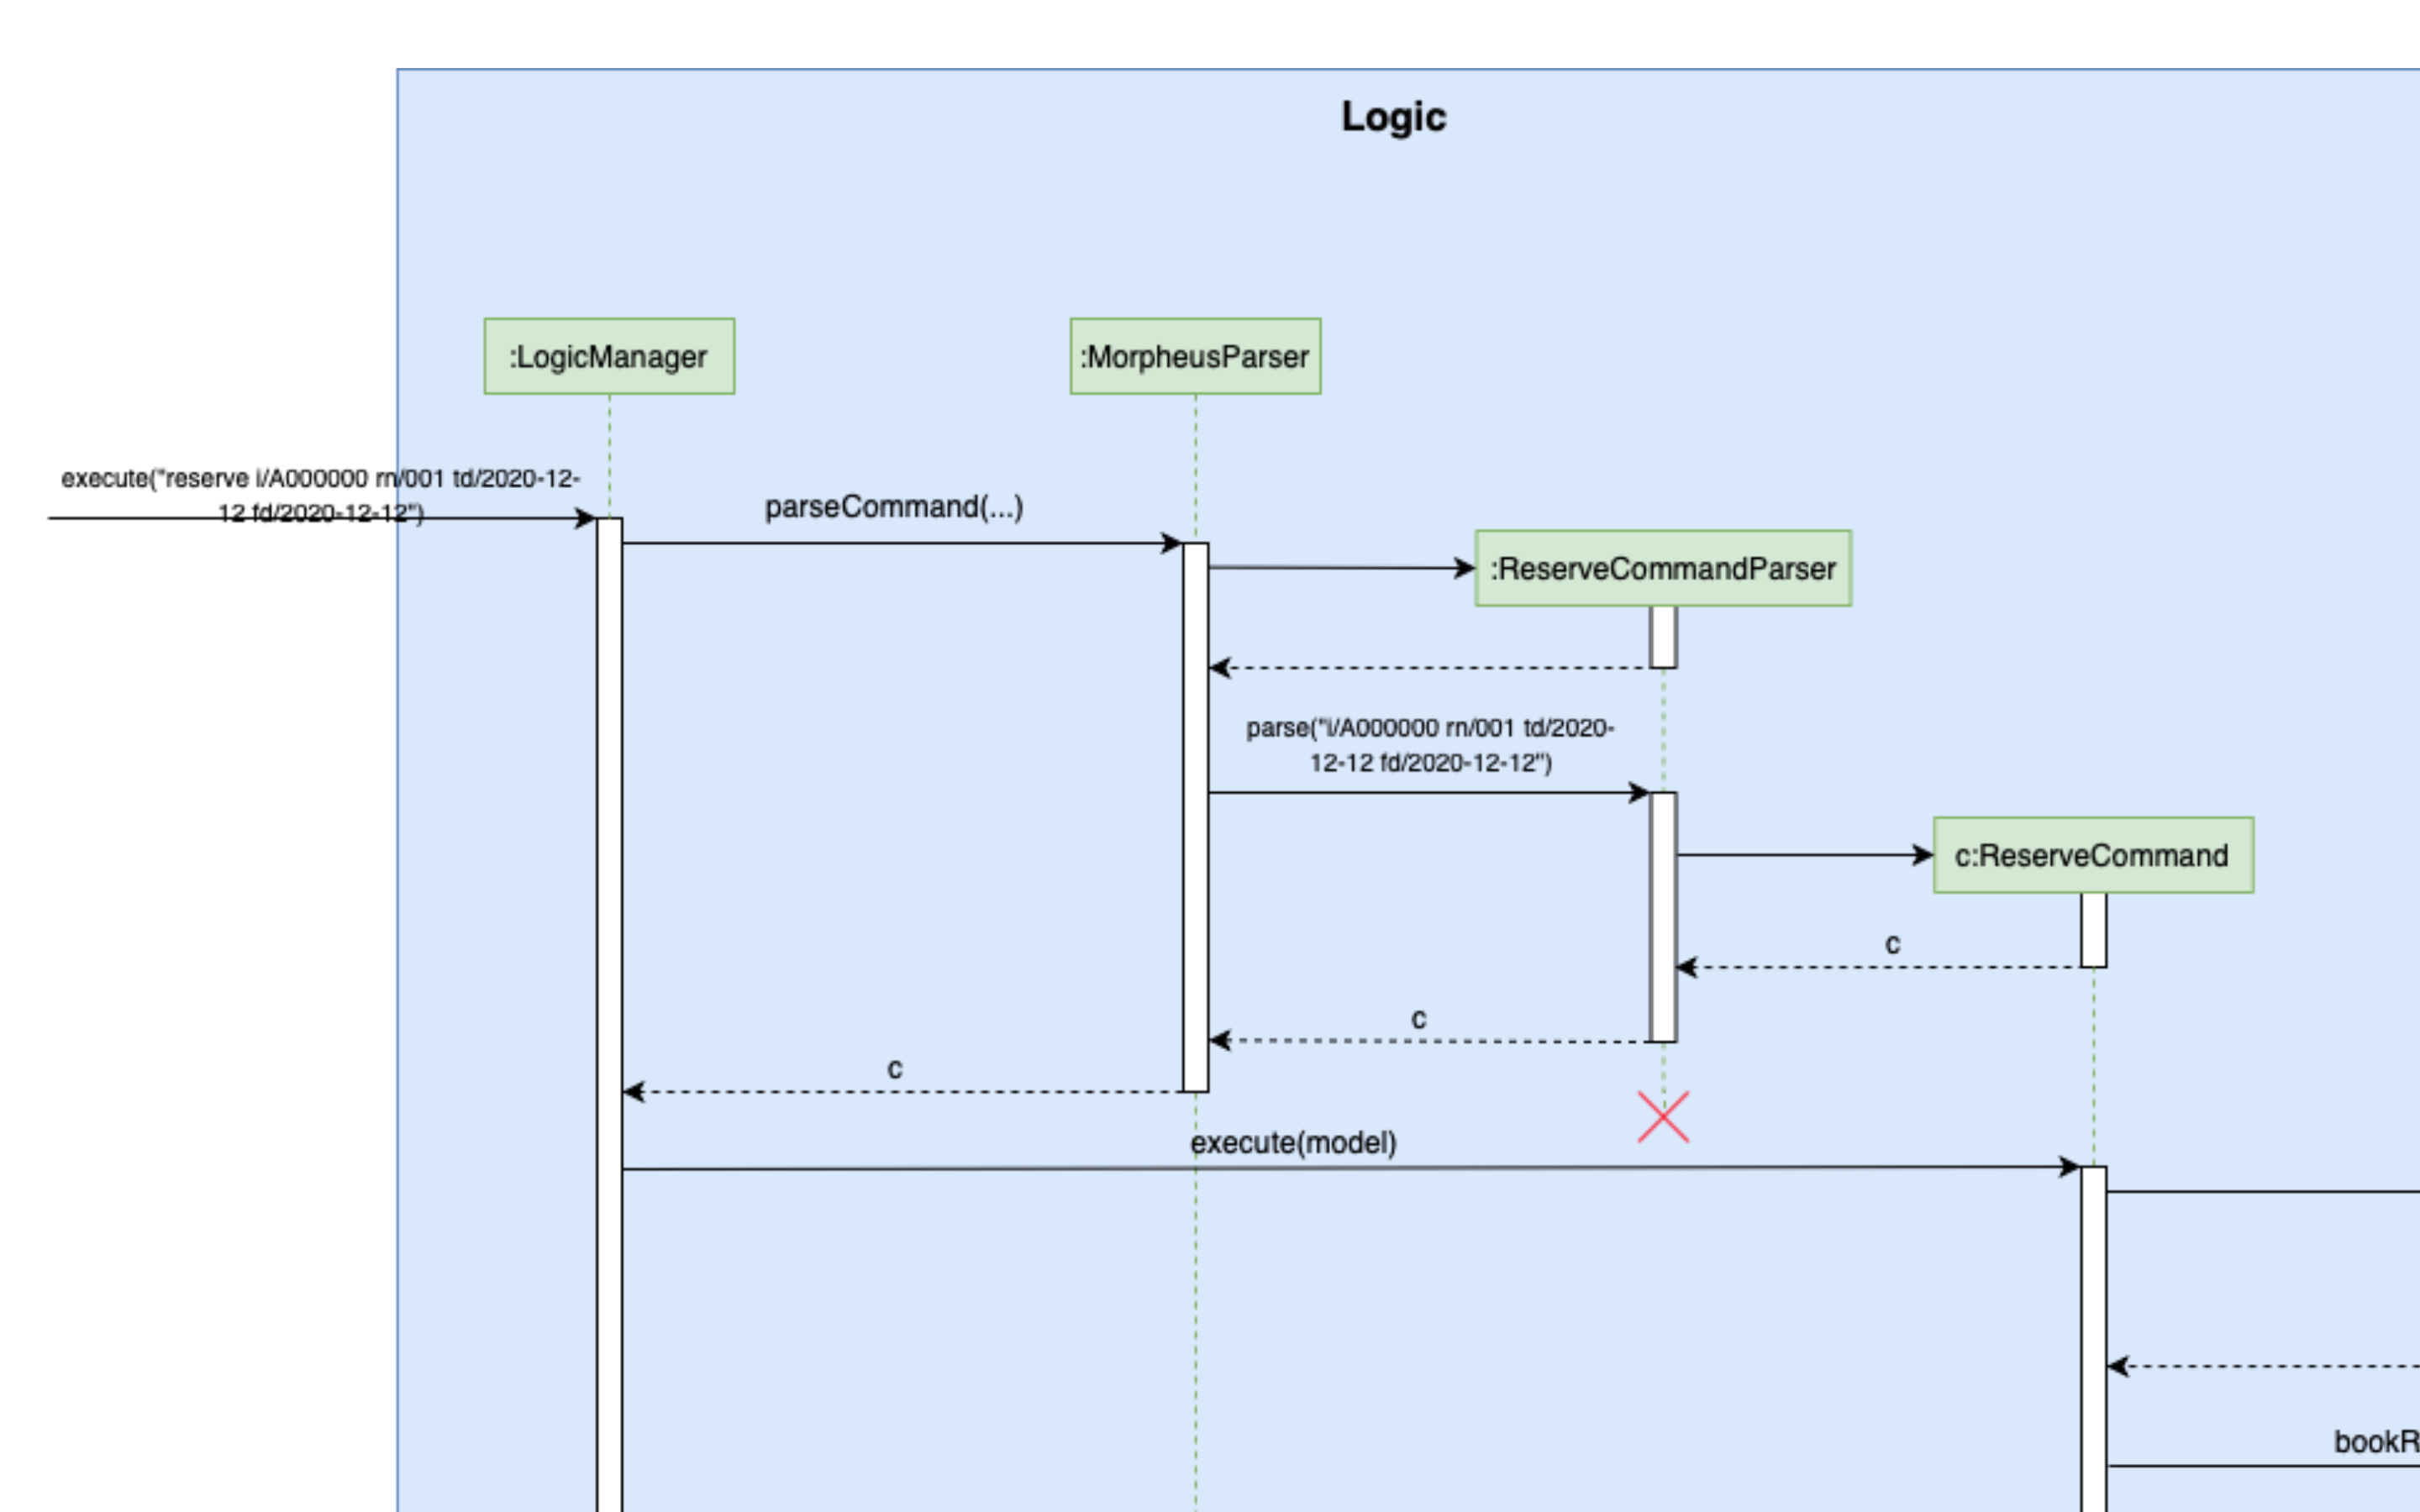 Logic
:LogicManager
:MorpheusParser
execute("reserve i/A000000 rn/001 td/2020-12-
12 fd/2020-12-12")
parseCommand(...)
:ReserveCommandParser
parse("i/A000000 rn/001 td/2020-
12-12 fd/2020-12-12")
c:ReserveCommand
c
c
c
execute(model)
bookR